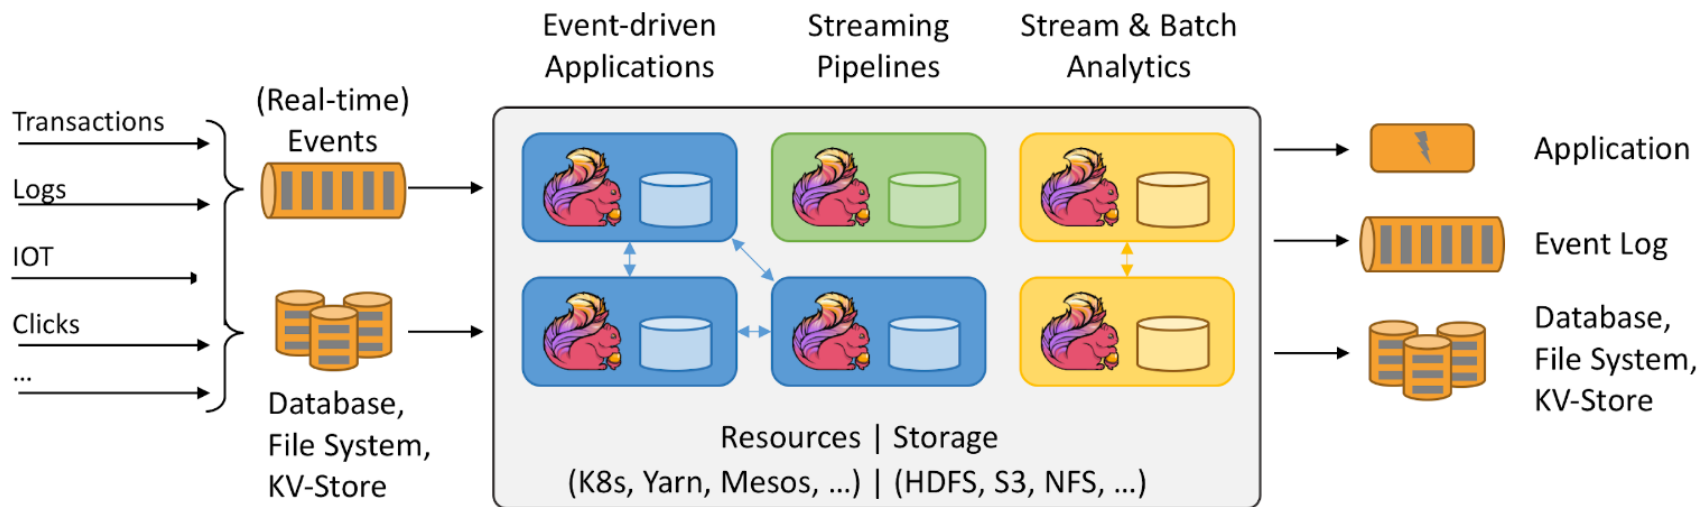 Event-driven
Applications
Streaming
Pipelines
Stream & Batch
Analytics
Transactions
Logs
IOT
Clicks
...
(Real-time)
Events
Database,
File System,
KV-Store
Resources | Storage
(K8s, Yarn, Mesos, ...) | (HDFS, S3, NFS, ...)
Application
Event Log
Database,
File System,
KV-Store